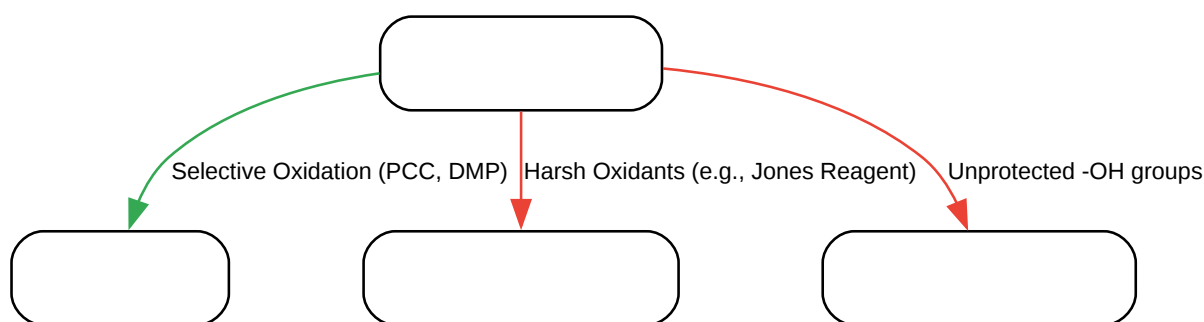 Selective Oxidation (PCC, DMP)
Harsh Oxidants (e.g., Jones Reagent)
Unprotected -OH groups